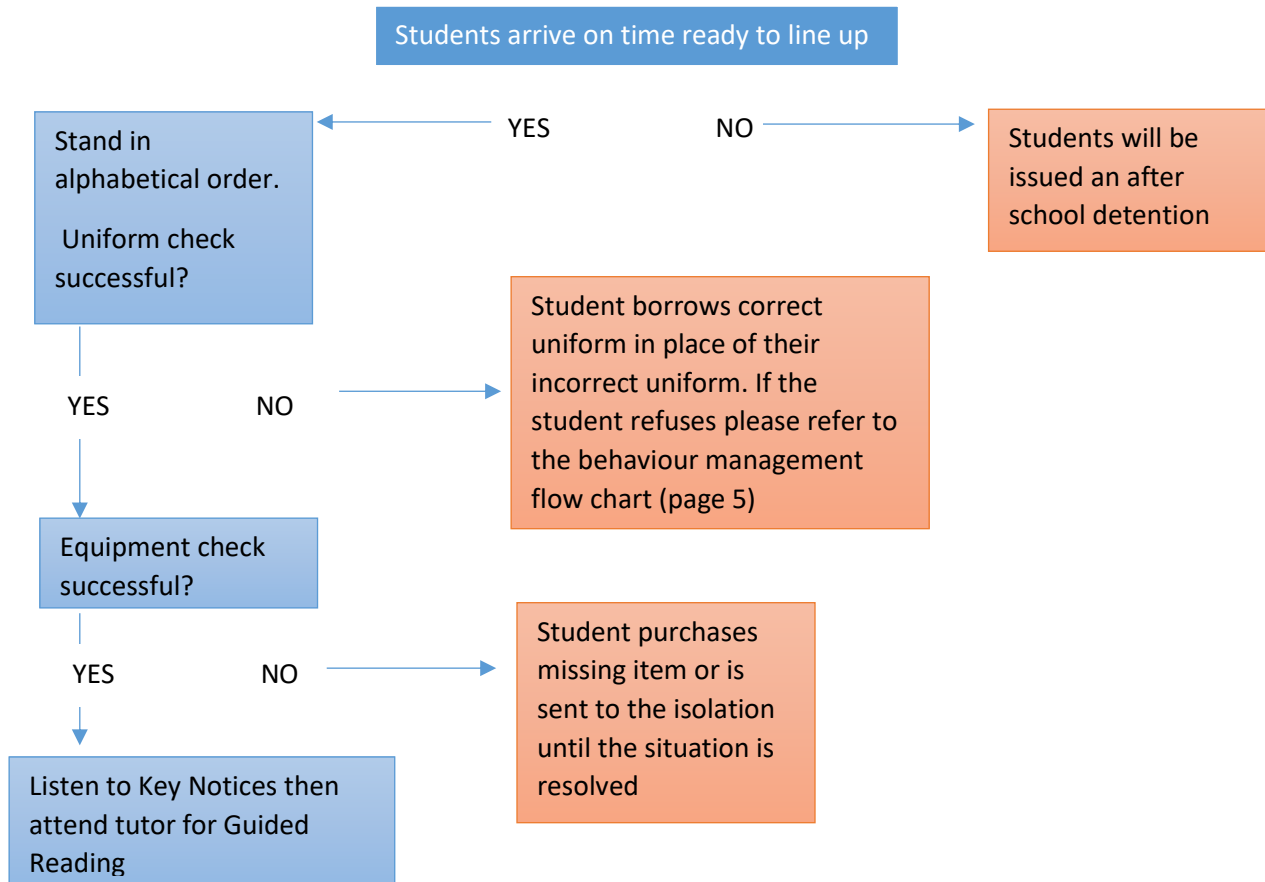 Students arrive on time ready to line up
YES
NO
Stand in
alphabetical order.
Uniform check
successful?
Students will be
issued an after
school detention
YES
NO
Student borrows correct
uniform in place of their
incorrect uniform. If the
student refuses please refer to
the behaviour management
flow chart (page 5)
Equipment check
successful?
YES
NO
Student purchases
missing item or is
sent to the isolation
until the situation is
resolved
Listen to Key Notices then
attend tutor for Guided
Reading